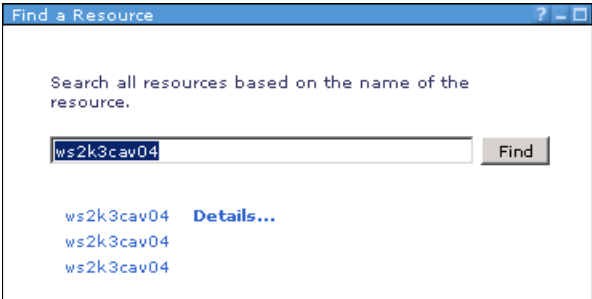 Find a Resource ?
Search all resources based on the name of the
resource.
ws2k3cav04 Find
ws2k3cav04 Details...
ws2k3cav04
ws2k3cav04